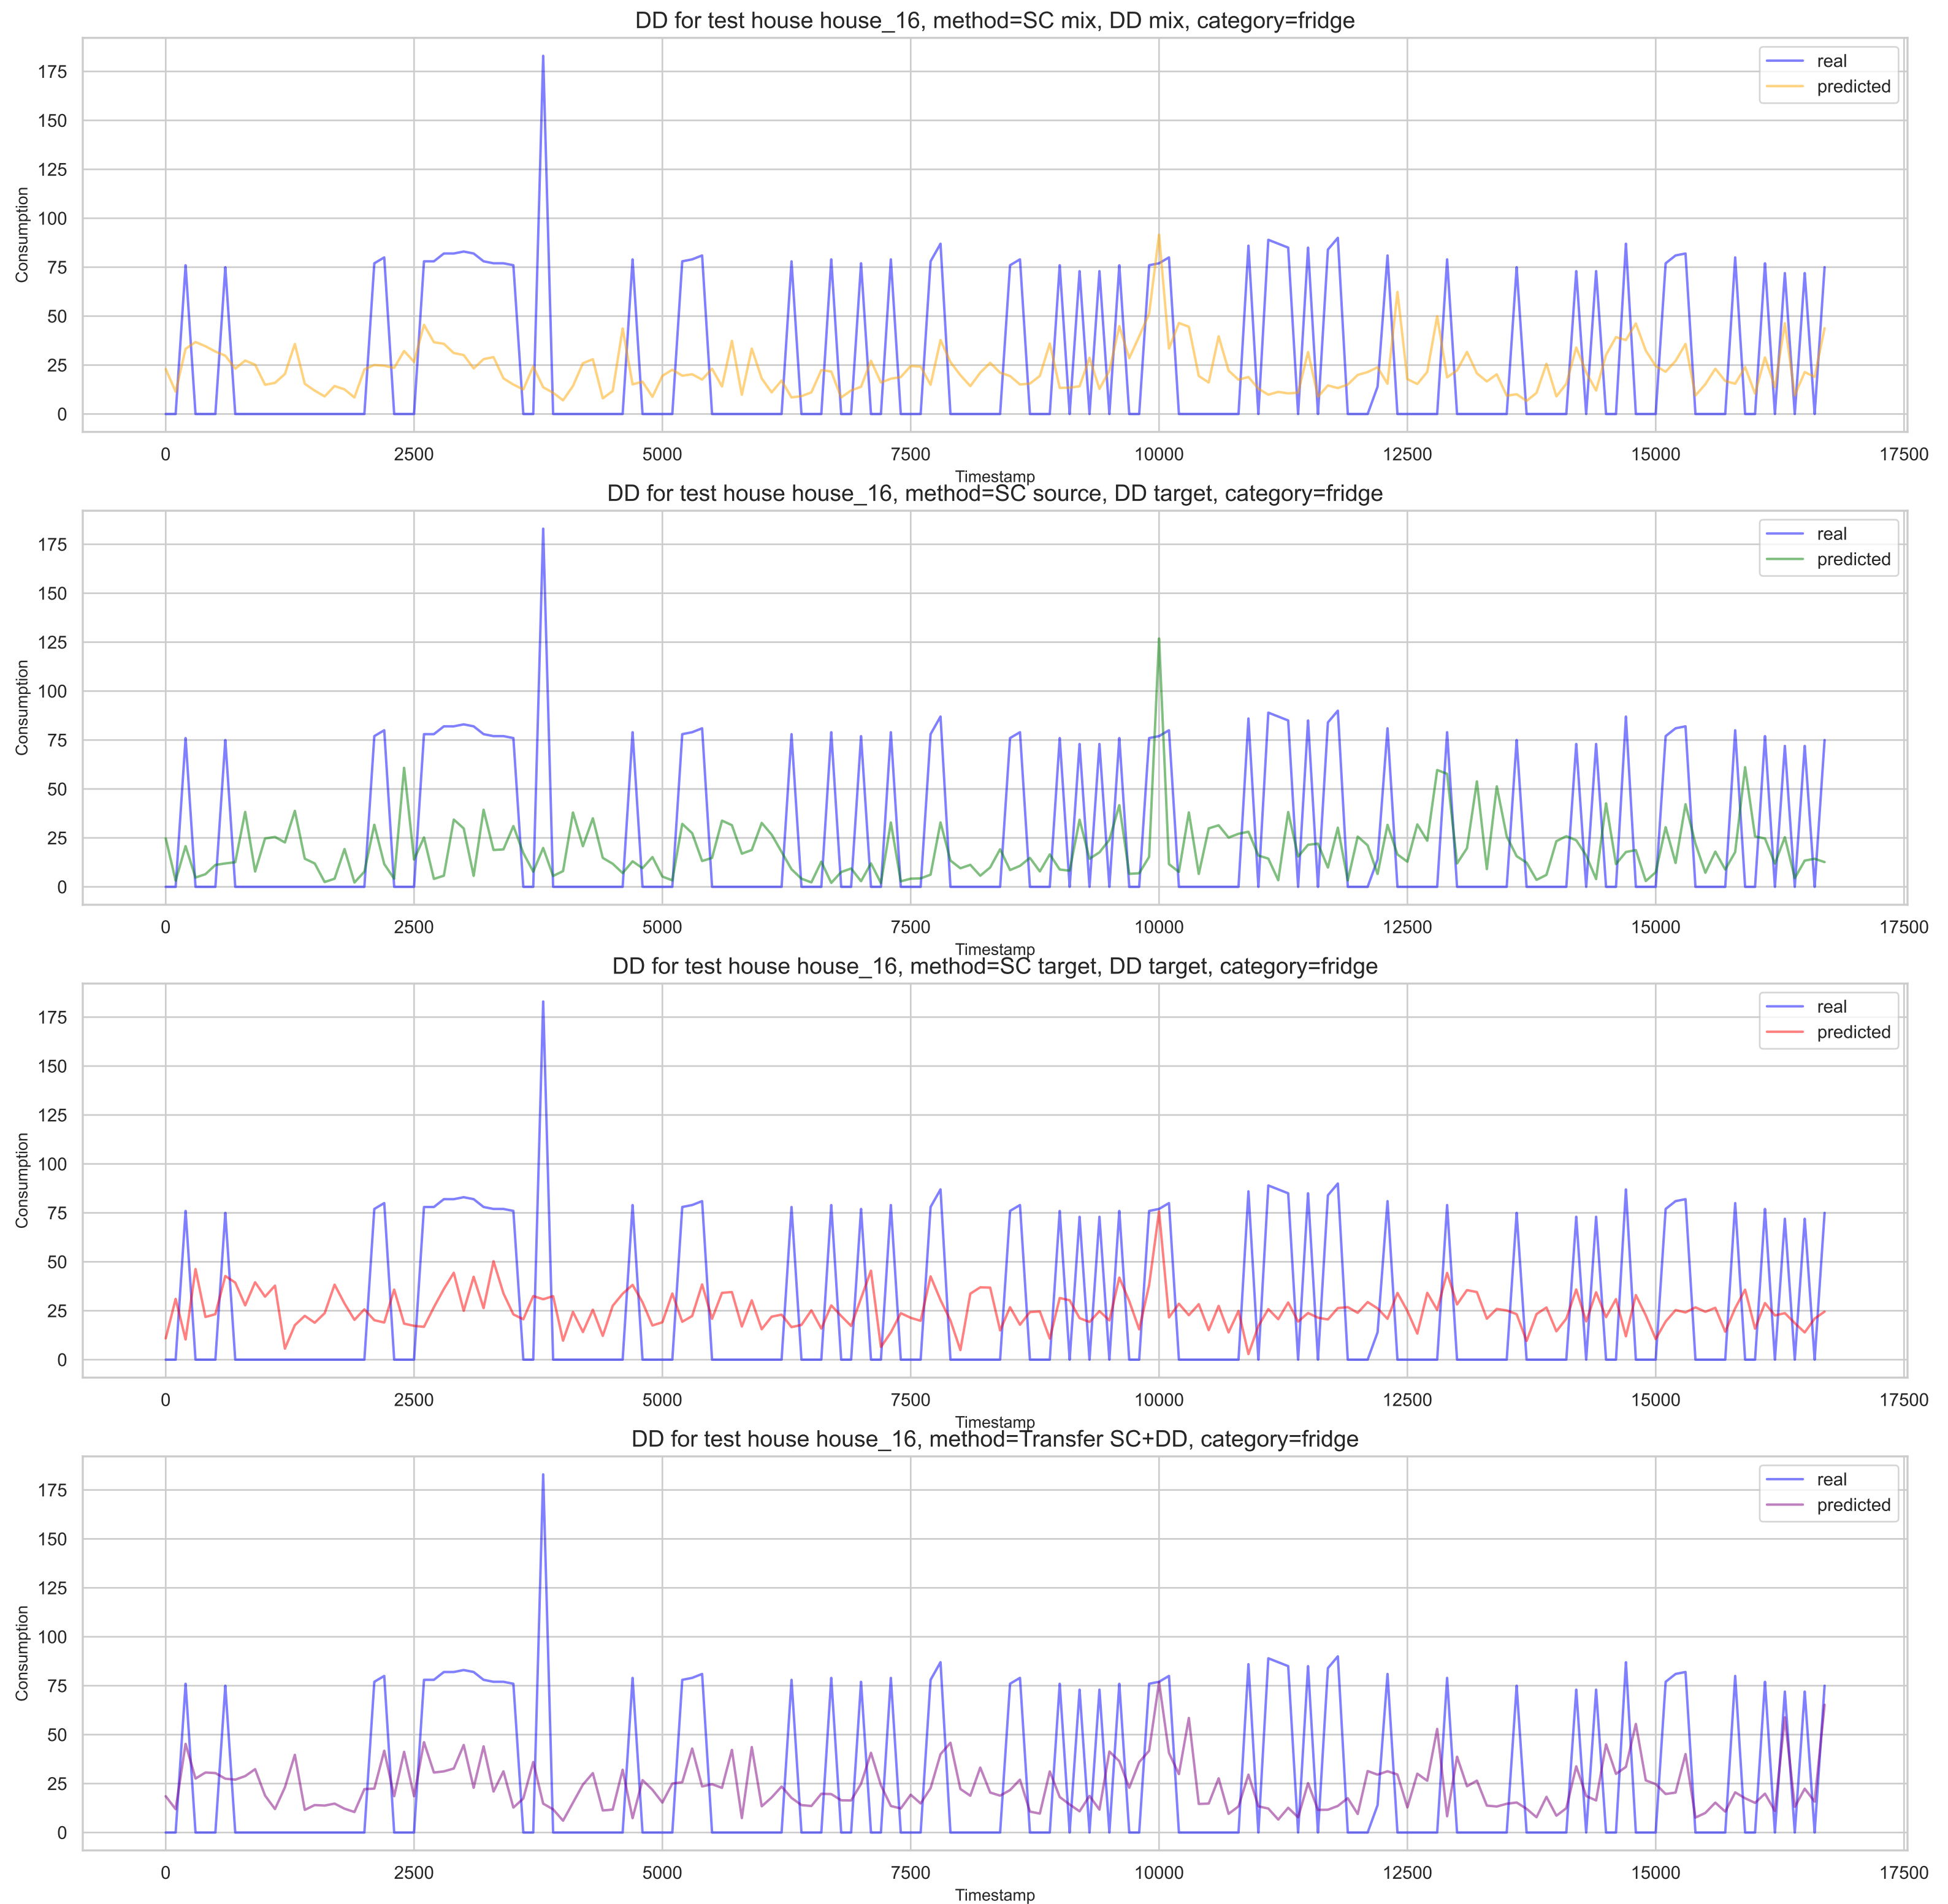 DD for test house house_16, method=SC mix, DD mix, category=fridge
175
150
125
100
75
50
25
0
Consumption
real
predicted
0 2500 5000 7500 10000 12500 15000 17500
Timestamp
DD for test house house_16, method=SC source, DD target, category=fridge
175
150
125
100
75
50
25
0
Consumption
real
predicted
0 2500 5000 7500 10000 12500 15000 17500
Timestamp
DD for test house house_16, method=SC target, DD target, category=fridge
175
150
125
100
75
50
25
0
Consumption
real
predicted
0 2500 5000 7500 10000 12500 15000 17500
Timestamp
DD for test house house_16, method=Transfer SC+DD, category=fridge
175
150
125
100
75
50
25
0
Consumption
real
predicted
0 2500 5000 7500 10000 12500 15000 17500
Timestamp